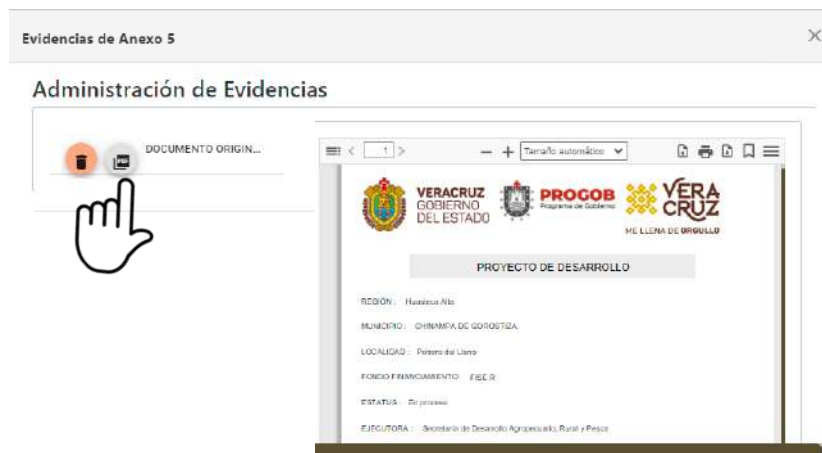 Evidencias de Anexo 5
Administración de Evidencias
DOCUMENTO ORIGIN...
PDF
1
Tamaño automático
VERACRUZ
GOBIERNO
DEL ESTADO
PROGOB
Programa de Gobierno
VERA
CRUZ
ME LLENA DE ORGULLO
PROYECTO DE DESARROLLO
REGIÓN : Huasteca Alta
MUNICIPIO : CHINAMPA DE GOROSTIZA,
LOCALIDAD : Potrero del Llano
FONDO FINANCIAMIENTO FISE R
ESTATUS : En proceso
EJECUTORA : Secretaría de Desarrollo Agropecuario, Rural y Pesca